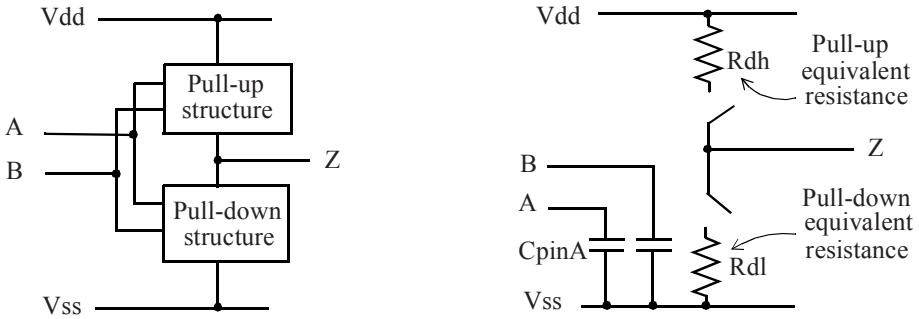 Vdd
Pull-up
structure
A
B
Z
Pull-down
structure
Vss
Vdd
Rdh
Pull-up
equivalent
resistance
Z
B
A
CpinA
Rdl
Pull-down
equivalent
resistance
Vss